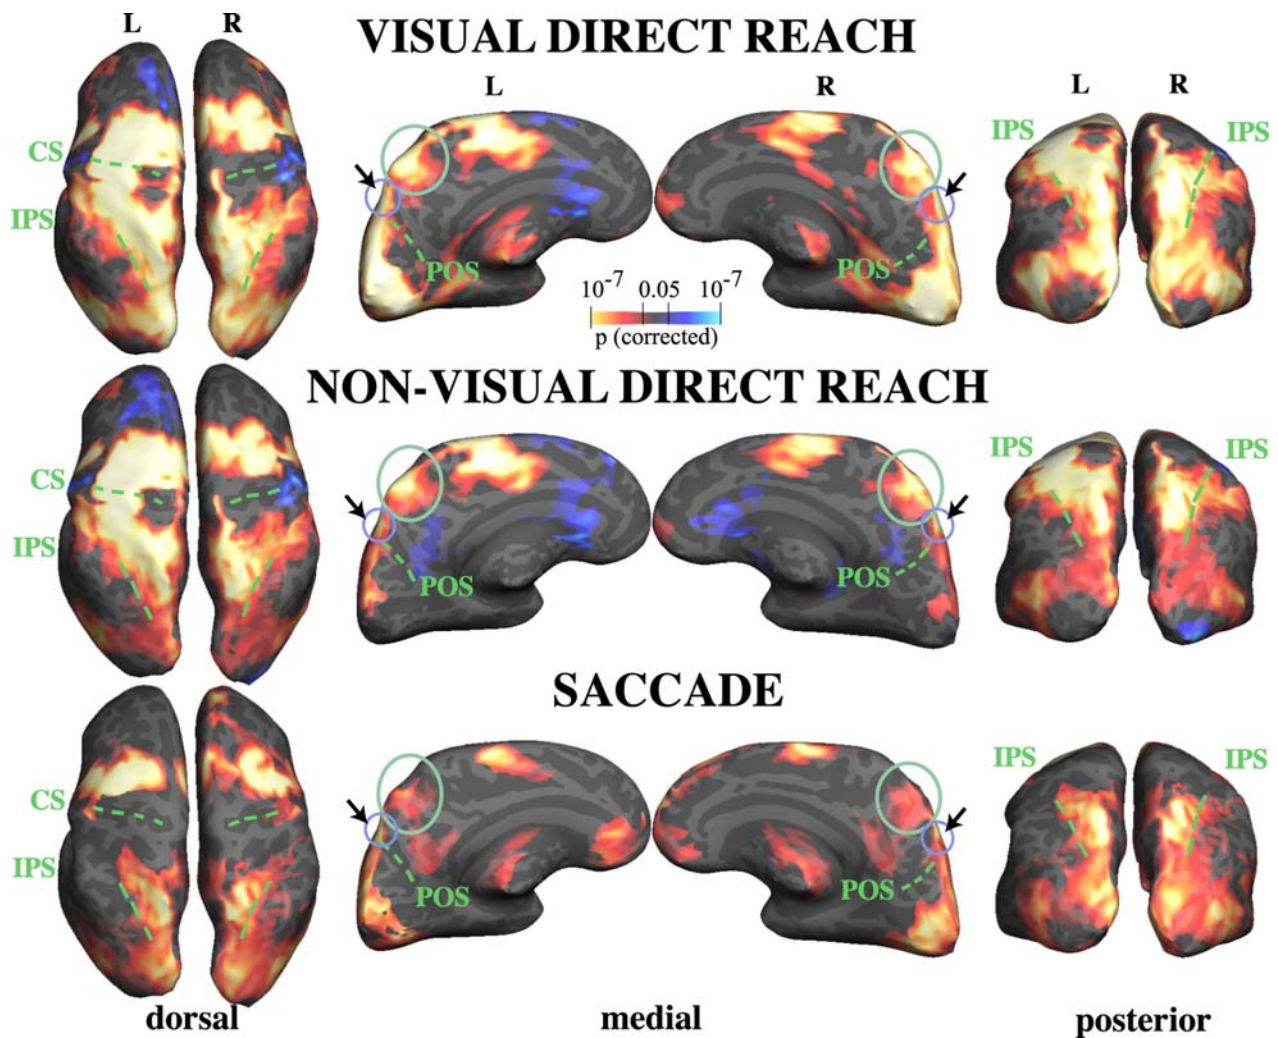 VISUAL DIRECT REACH
L R
L R
L R
CS
IPS
POS
POS
IPS
IPS
10-7 0.05 10-7
p (corrected)
NON-VISUAL DIRECT REACH
CS
IPS
POS
POS
IPS
IPS
SACCADE
CS
IPS
POS
POS
IPS
IPS
dorsal
medial
posterior